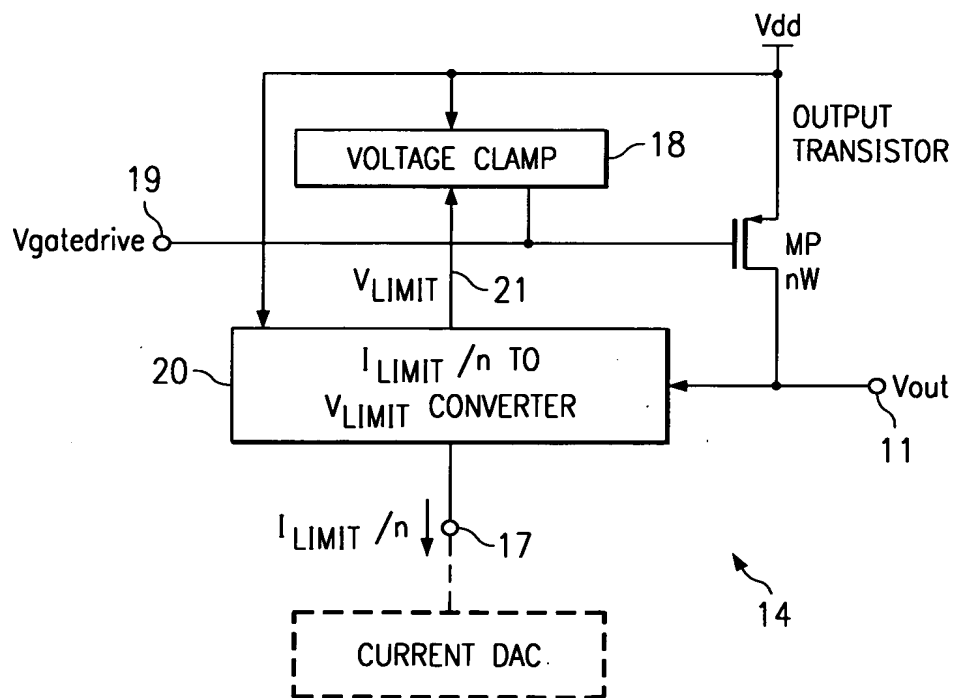 Vdd
OUTPUT
TRANSISTOR
VOLTAGE CLAMP
18
19
Vgatedrive
MP
nW
VLIMIT
21
20
ILIMIT /n TO
VLIMIT CONVERTER
Vout
11
ILIMIT /n
17
14
CURRENT DAC